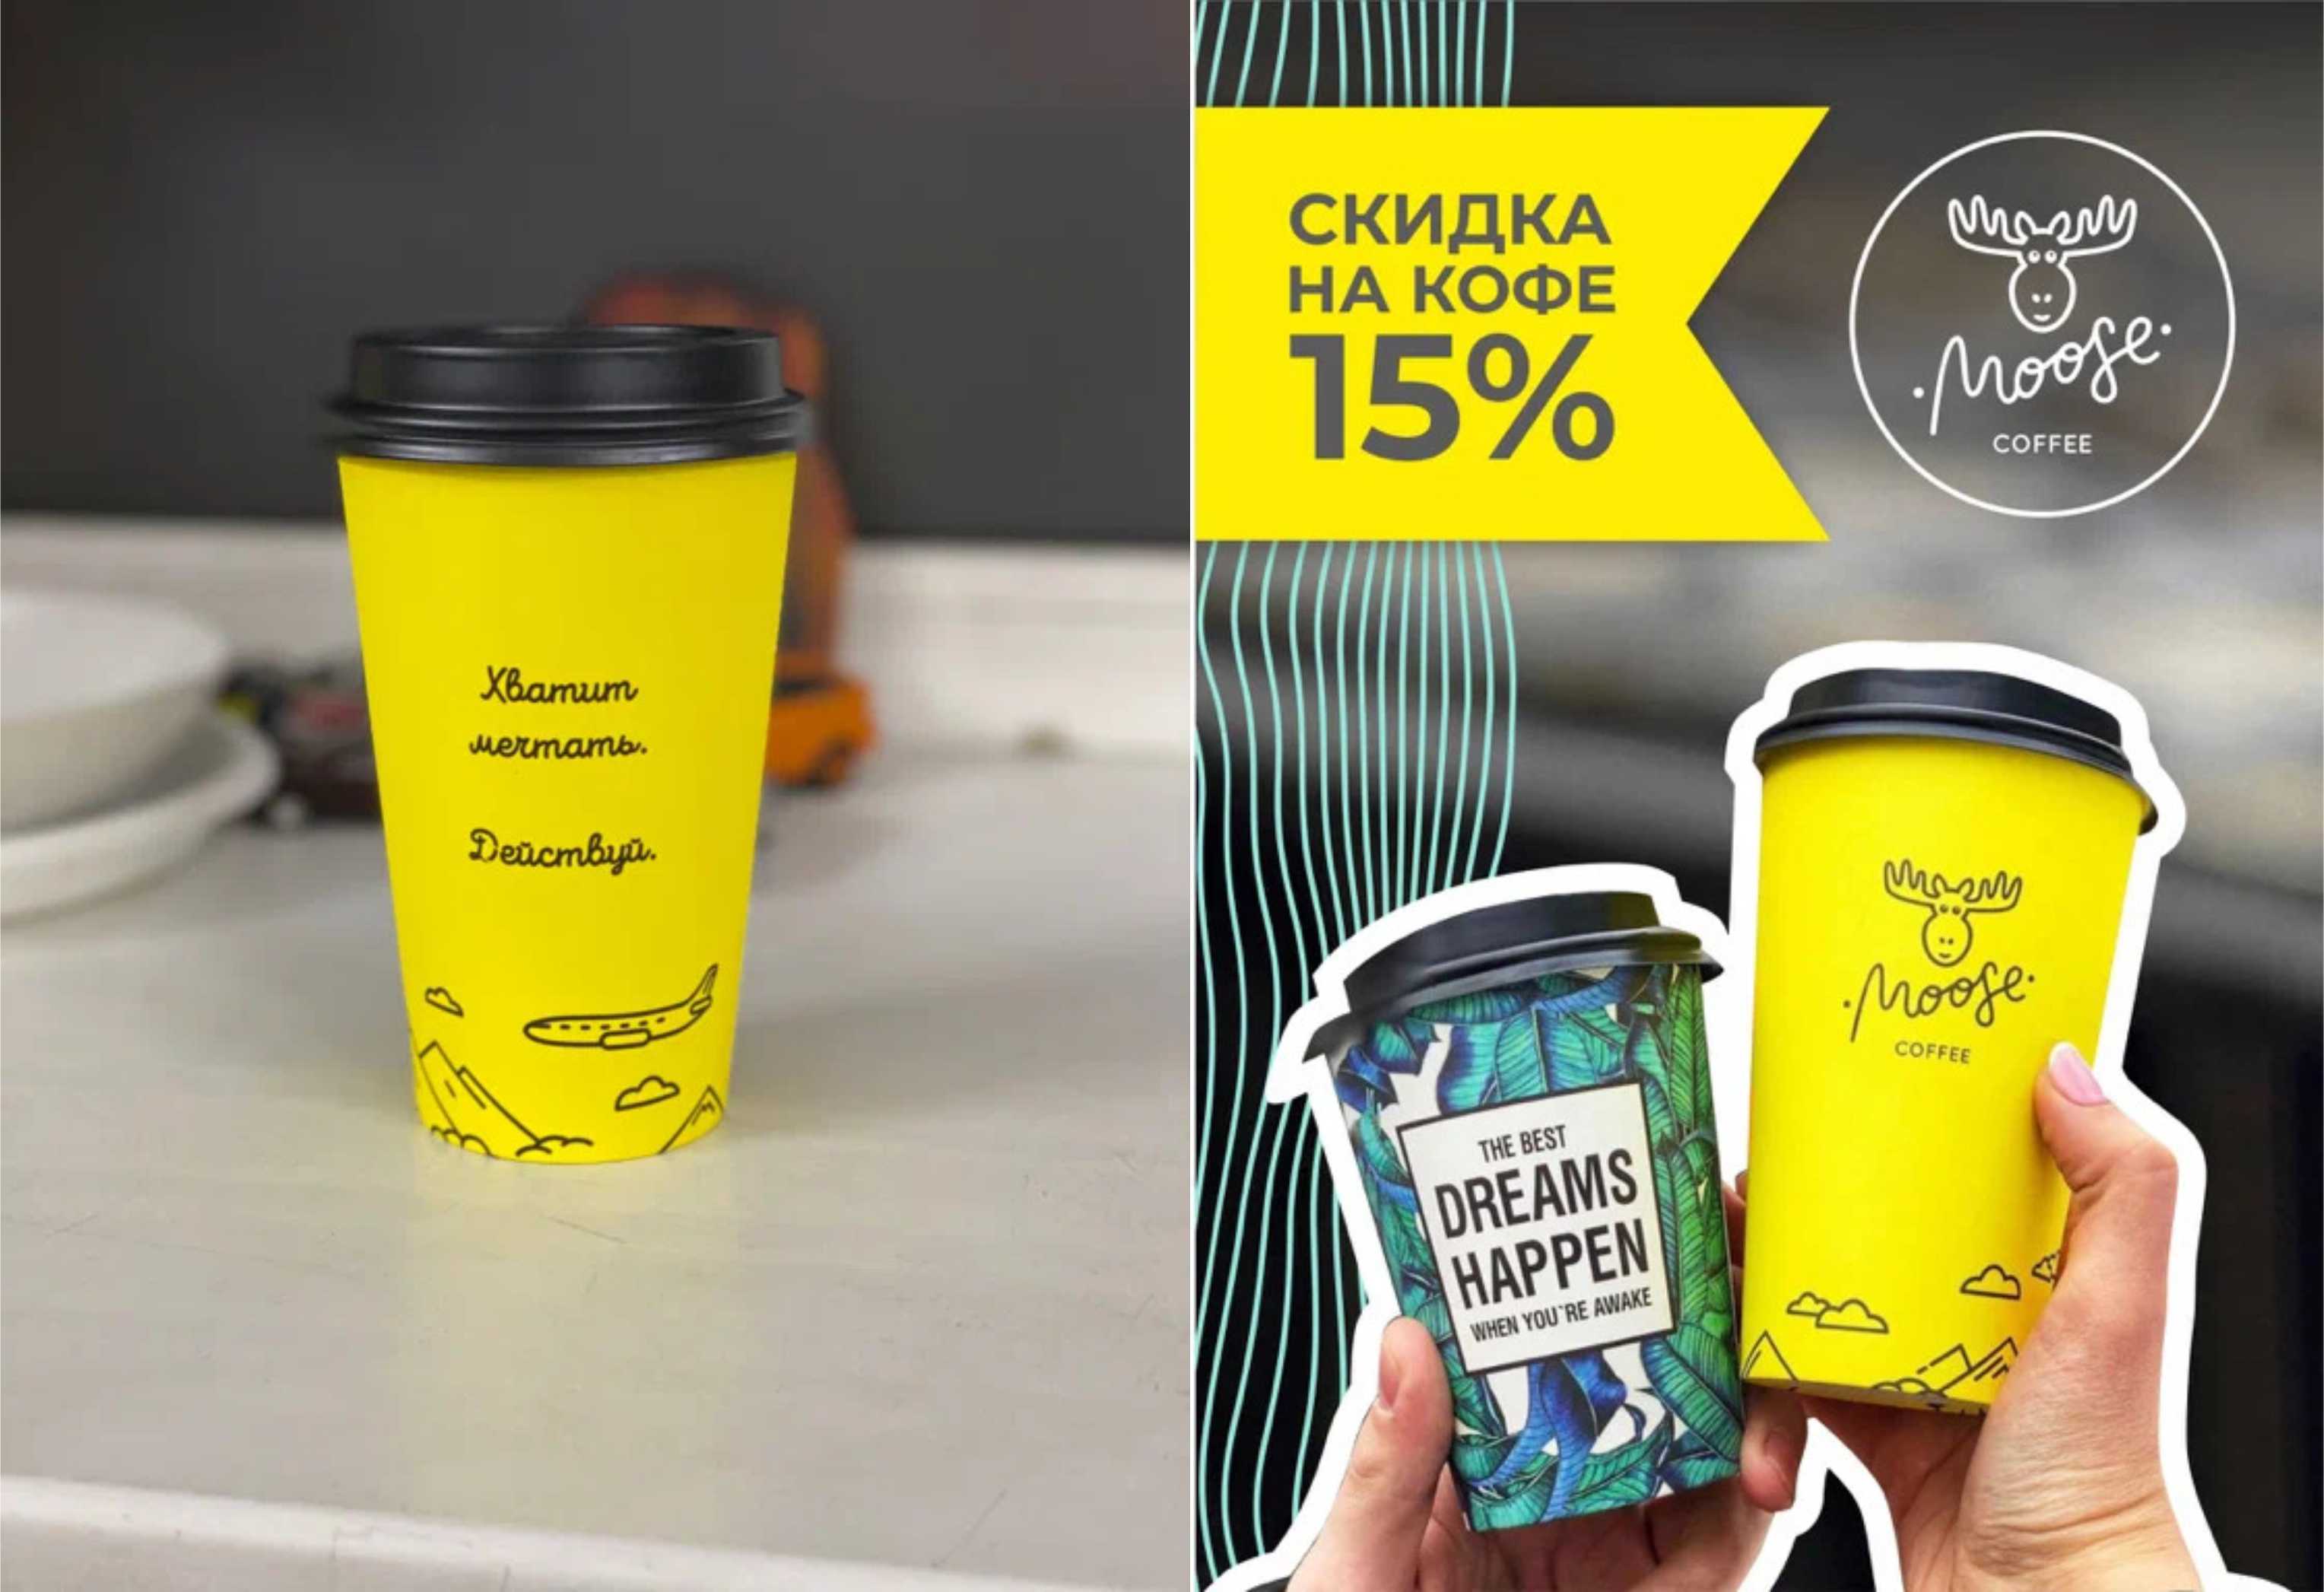 Хватит
мечтать.
Действуй.
СКИДКА
НА КОФЕ
15%
Moose
COFFEE
Moose
COFFEE
THE BEST
DREAMS
HAPPEN
WHEN YOU`RE AWAKE